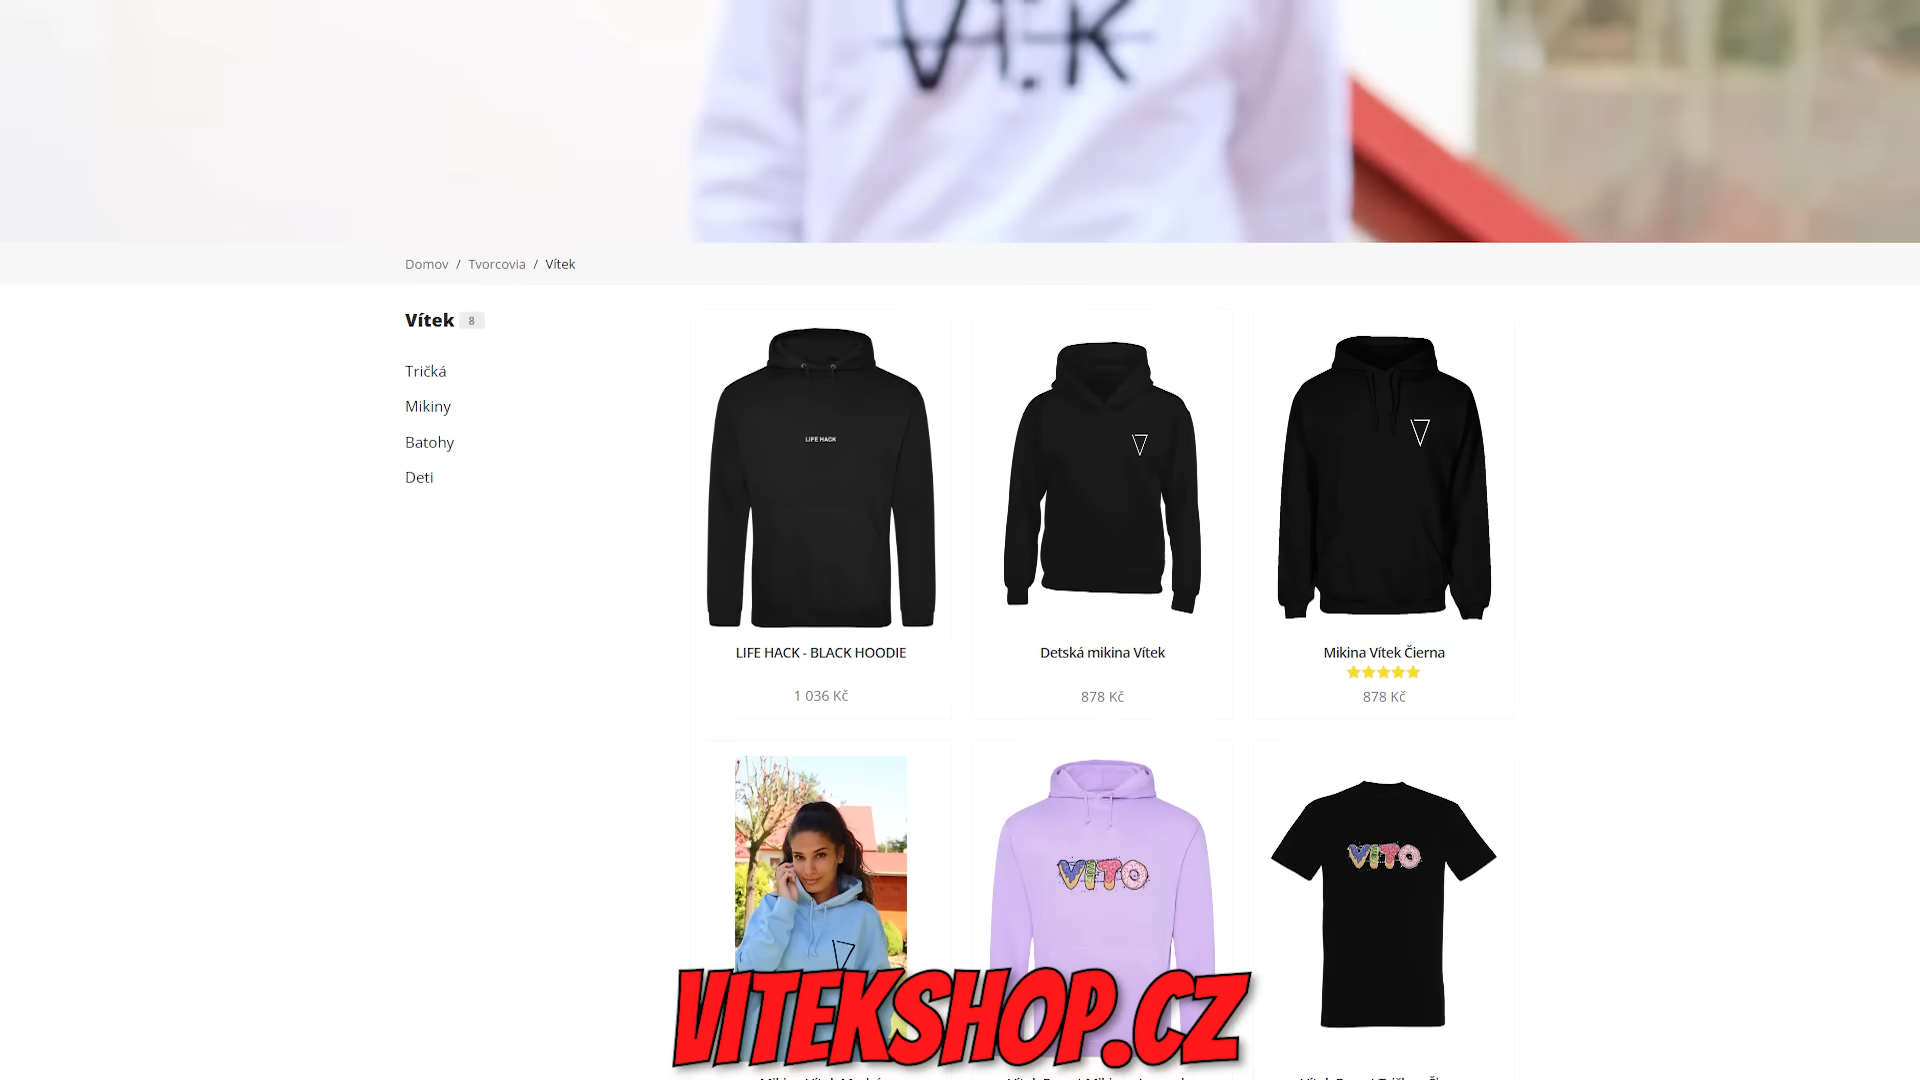 Domov / Tvorcovia / Vítek
Vítek 8
Tričká
Mikiny
Batohy
Deti
LIFE HACK
LIFE HACK - BLACK HOODIE
1 036 Kč
Detská mikina Vítek
878 Kč
Mikina Vítek Čierna
878 Kč
VITO
VITO
VITEKSHOP.CZ